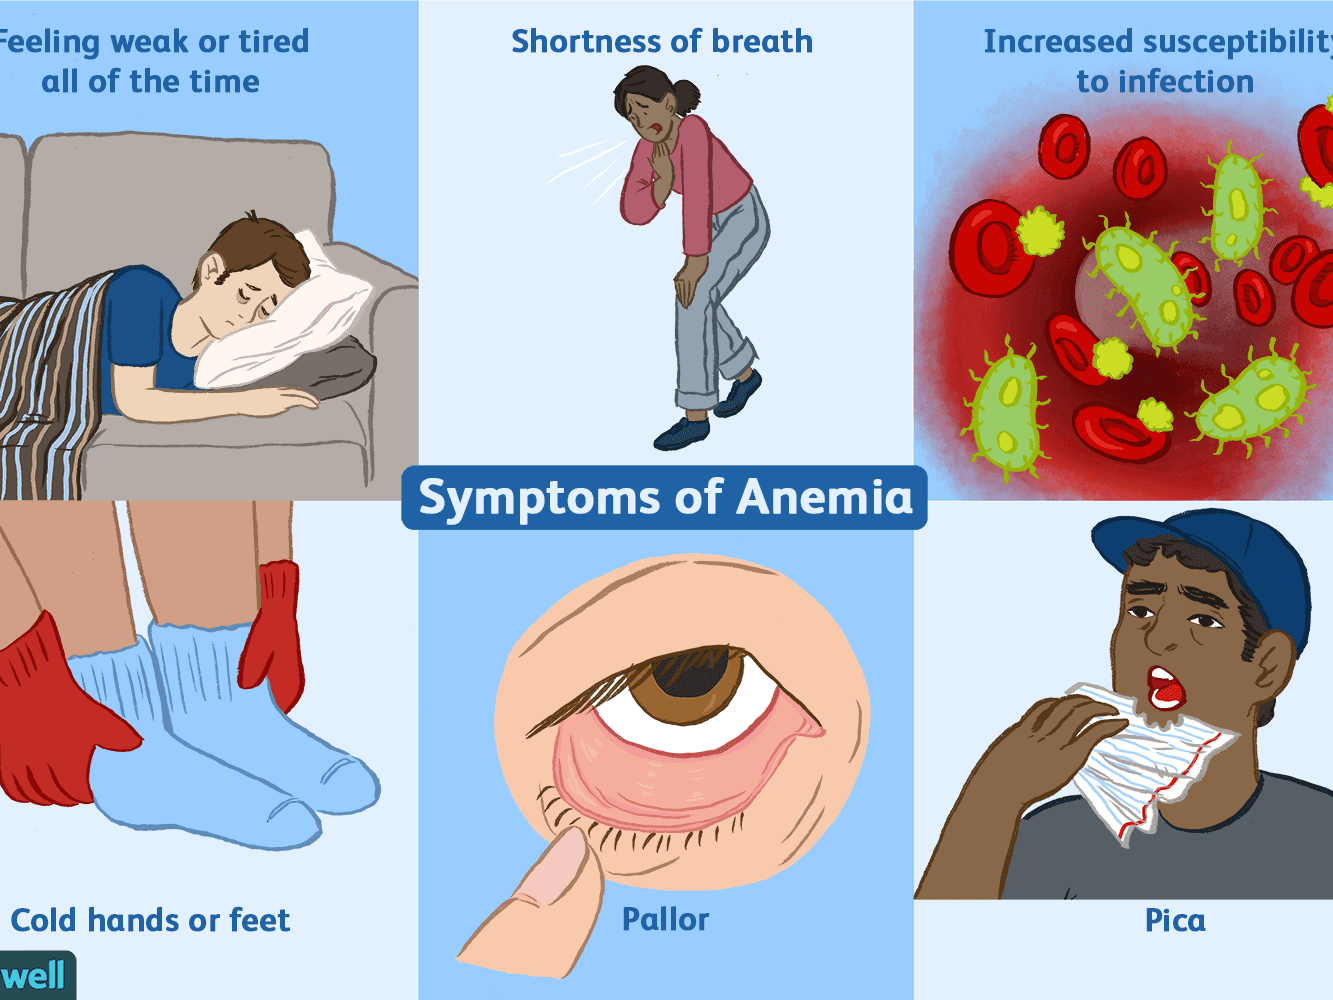 Feeling weak or tired
all of the time
Shortness of breath
Increased susceptibility
to infection
Symptoms of Anemia
Cold hands or feet
Pallor
Pica
well